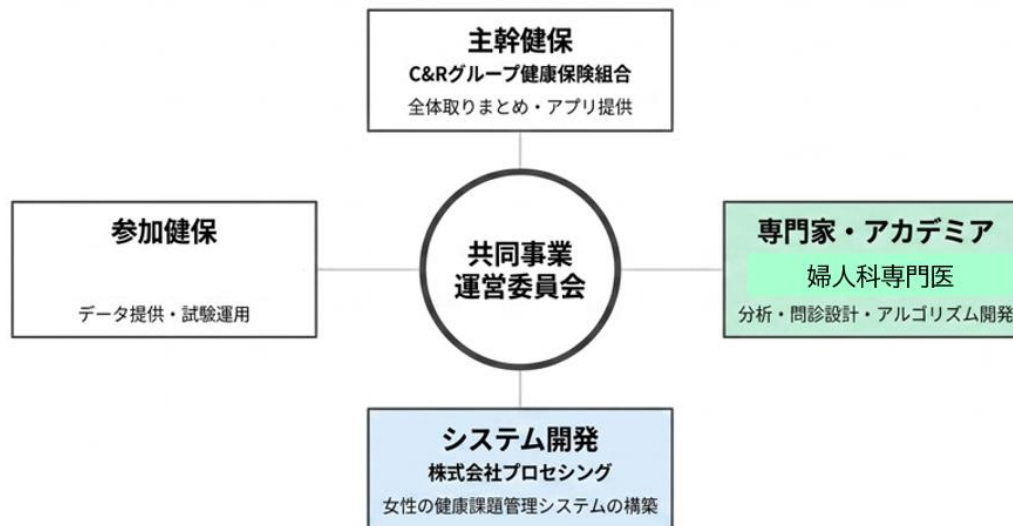 主幹健保
C&Rグループ健康保険組合
全体取りまとめ・アプリ提供
参加健保
データ提供・試験運用
共同事業
運営委員会
専門家・アカデミア
婦人科専門医
分析・問診設計・アルゴリズム開発
システム開発
株式会社プロセシング
女性の健康課題管理システムの構築